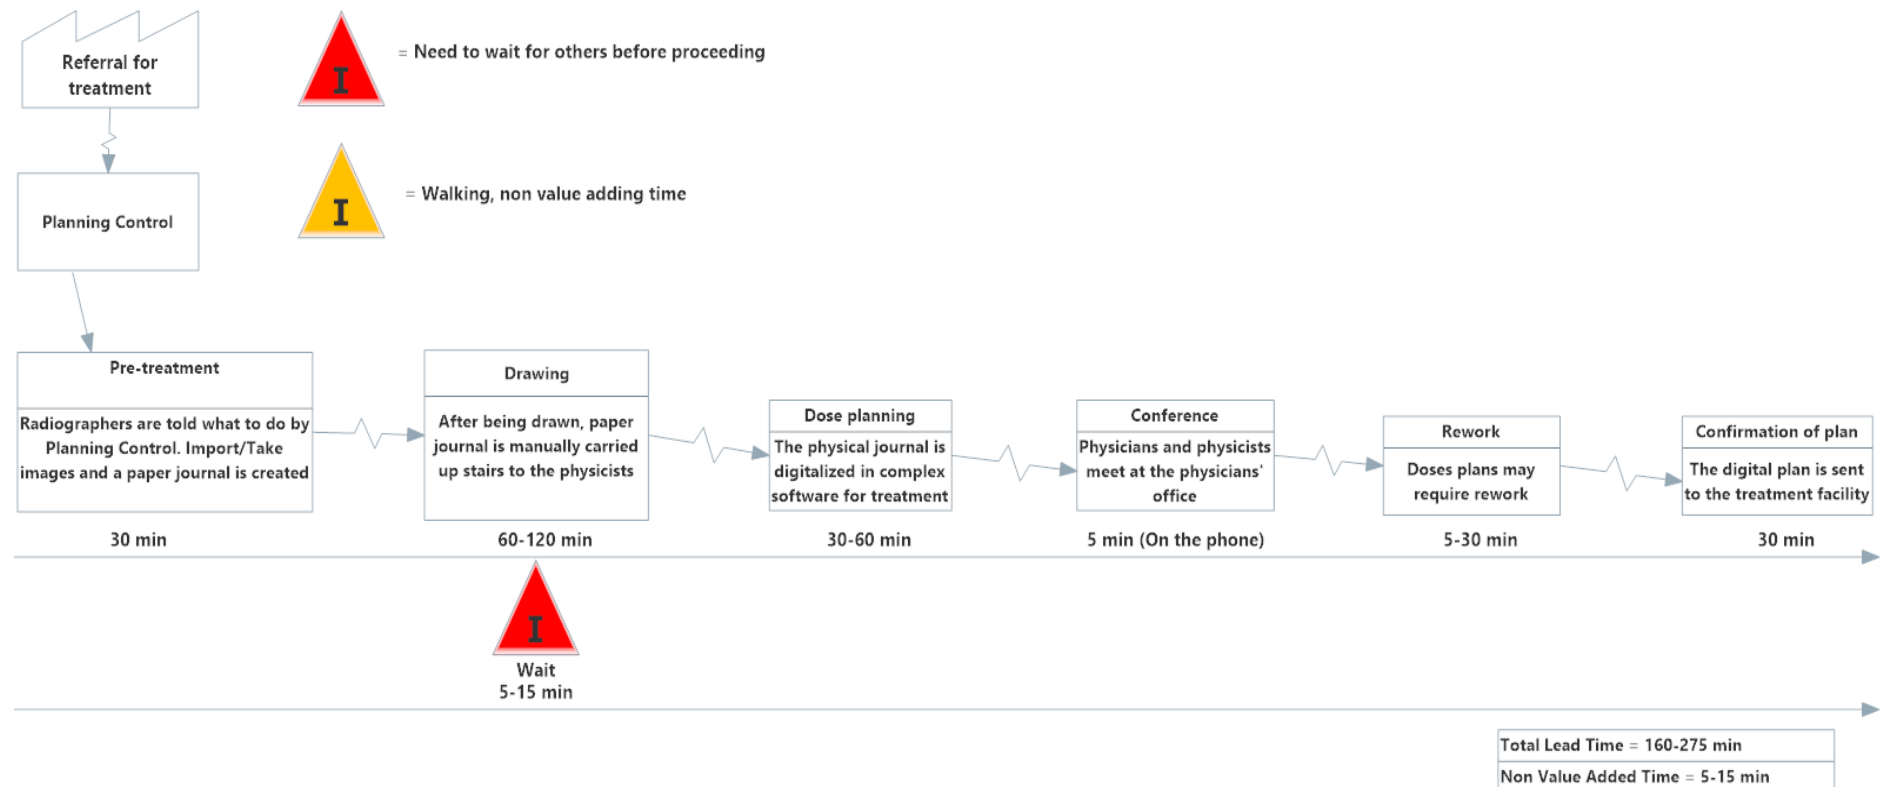 Referral for
treatment
I
= Need to wait for others before proceeding
Planning Control
I
= Walking, non value adding time
Pre-treatment
Radiographers are told what to do by
Planning Control. Import/Take
images and a paper journal is created
30 min
Drawing
After being drawn, paper
journal is manually carried
up stairs to the physicists
60-120 min
Dose planning
The physical journal is
digitalized in complex
software for treatment
30-60 min
Conference
Physicians and physicists
meet at the physicians'
office
5 min (On the phone)
Rework
Doses plans may
require rework
5-30 min
Confirmation of plan
The digital plan is sent
to the treatment facility
30 min
I
Wait
5-15 min
Total Lead Time = 160-275 min
Non Value Added Time = 5-15 min